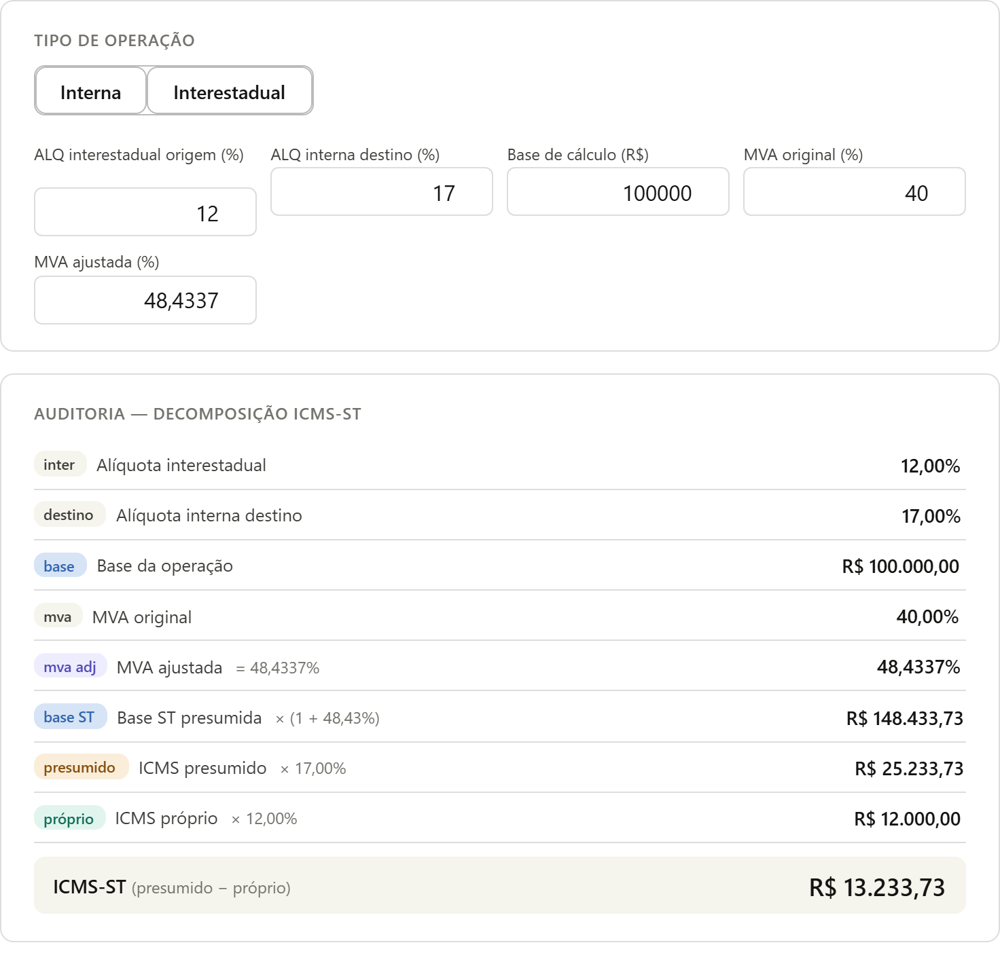 TIPO DE OPERAÇÃO
Interna Interestadual
ALQ interestadual origem (%) ALQ interna destino (%) Base de cálculo (R$) MVA original (%)
12 17 100000 40
MVA ajustada (%)
48,4337
AUDITORIA — DECOMPOSIÇÃO ICMS-ST
inter Alíquota interestadual 12,00%
destino Alíquota interna destino 17,00%
base Base da operação R$ 100.000,00
mva MVA original 40,00%
mva adj MVA ajustada = 48,4337% 48,4337%
base ST Base ST presumida × (1 + 48,43%) R$ 148.433,73
presumido ICMS presumido × 17,00% R$ 25.233,73
próprio ICMS próprio × 12,00% R$ 12.000,00
ICMS-ST (presumido − próprio) R$ 13.233,73